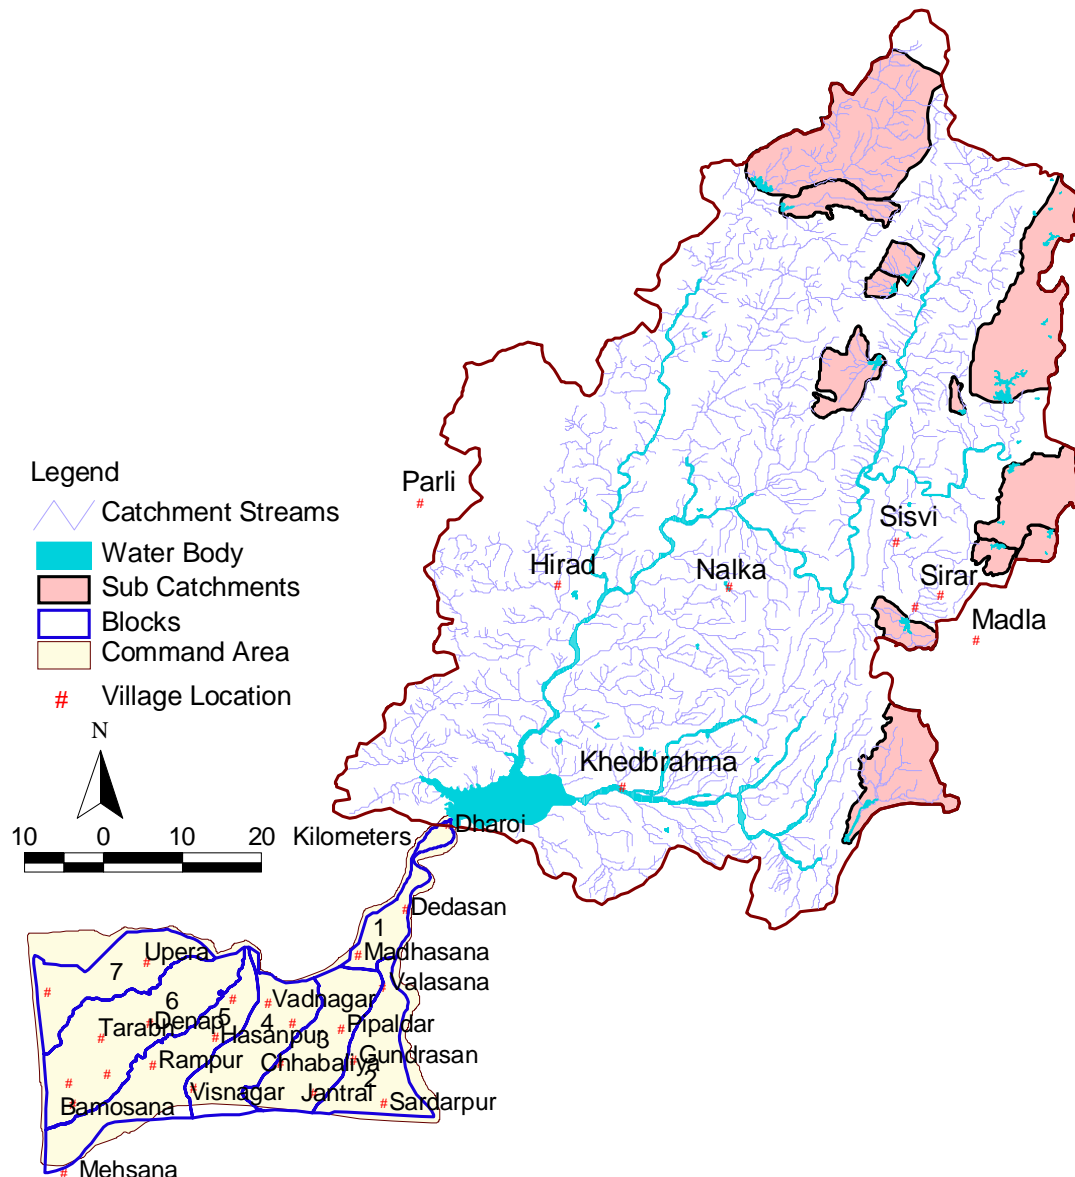 Legend
Catchment Streams
Water Body
Sub Catchments
Blocks
Command Area
# Village Location
N
10 0 20
Kilometers
Parli
Hirad
Nalka
Sisvi
Sirar
Madla
Khedbrahma
Dharoi
Dedasan
1
Madhasana
Upera
7
Valasana
6
Vadnagar
5
4
Denap
Tarabh
Hasanpur
3
Pipaldar
Rampur
Chhabaliya
Gundrasan
2
Visnagar
Jantral
Sardarpur
Bamosana
Mehsana